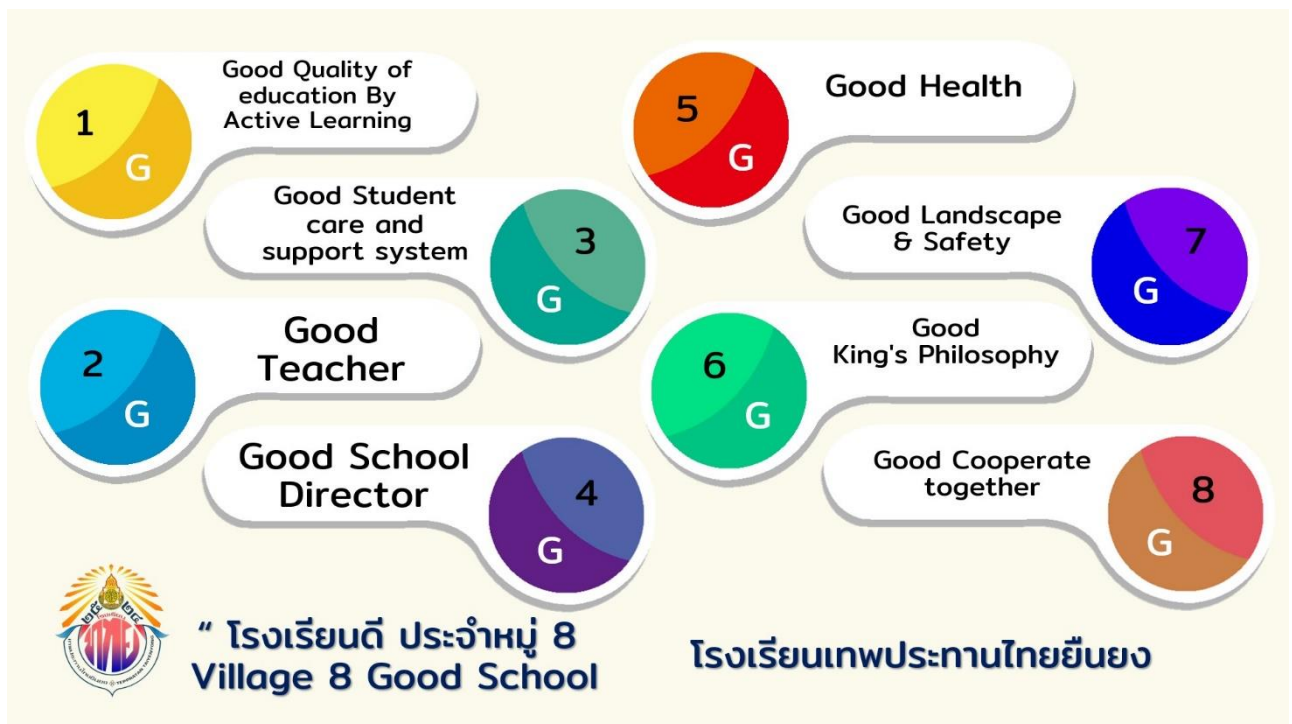 1
G
Good Quality of
education By
Active Learning
Good Student
care and
support system
3
G
2
G
Good
Teacher
Good School
Director
4
G
5
G
Good Health
Good Landscape
& Safety
7
G
6
G
Good
King's Philosophy
Good Cooperate
together
8
G
๒๕ ๒๔
“ โรงเรียนดี ประจำหมู่ 8
Village 8 Good School
โรงเรียนเทพประทานไทยยืนยง